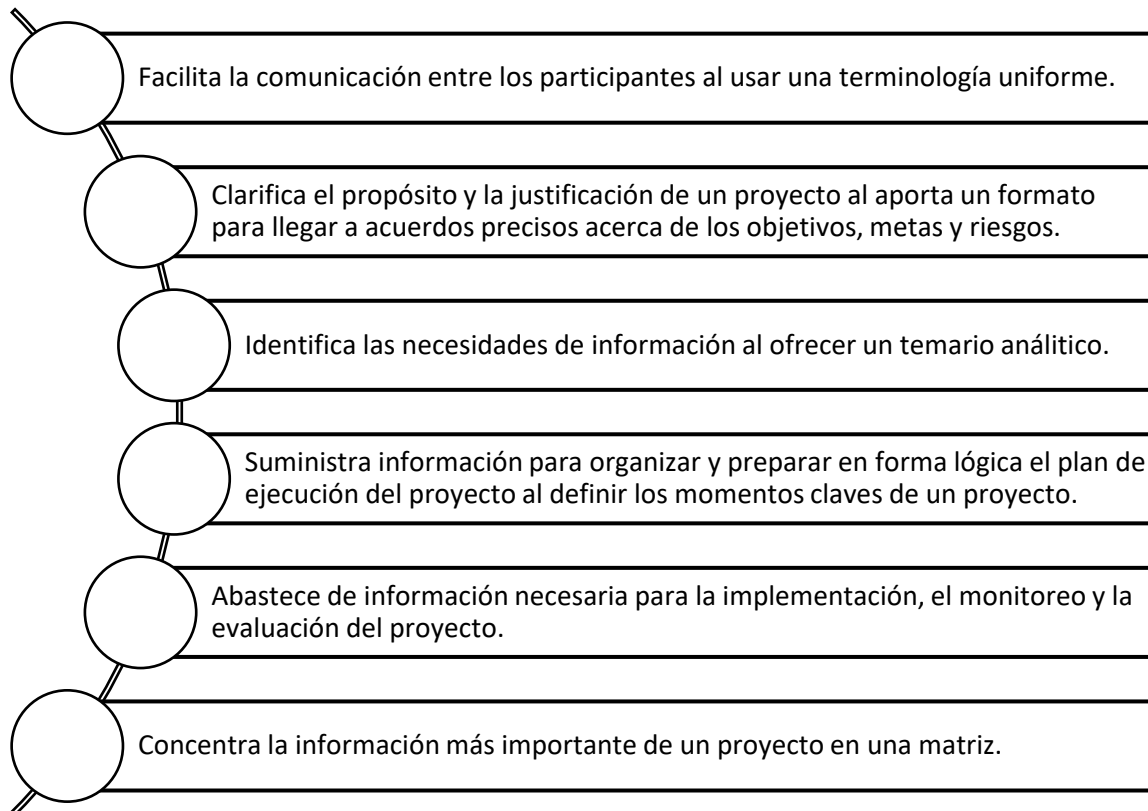 Facilita la comunicación entre los participantes al usar una terminología uniforme.
Clarifica el propósito y la justificación de un proyecto al aporta un formato
para llegar a acuerdos precisos acerca de los objetivos, metas y riesgos.
Identifica las necesidades de información al ofrecer un temario análitico.
Suministra información para organizar y preparar en forma lógica el plan de
ejecución del proyecto al definir los momentos claves de un proyecto.
Abastece de información necesaria para la implementación, el monitoreo y la
evaluación del proyecto.
Concentra la información más importante de un proyecto en una matriz.